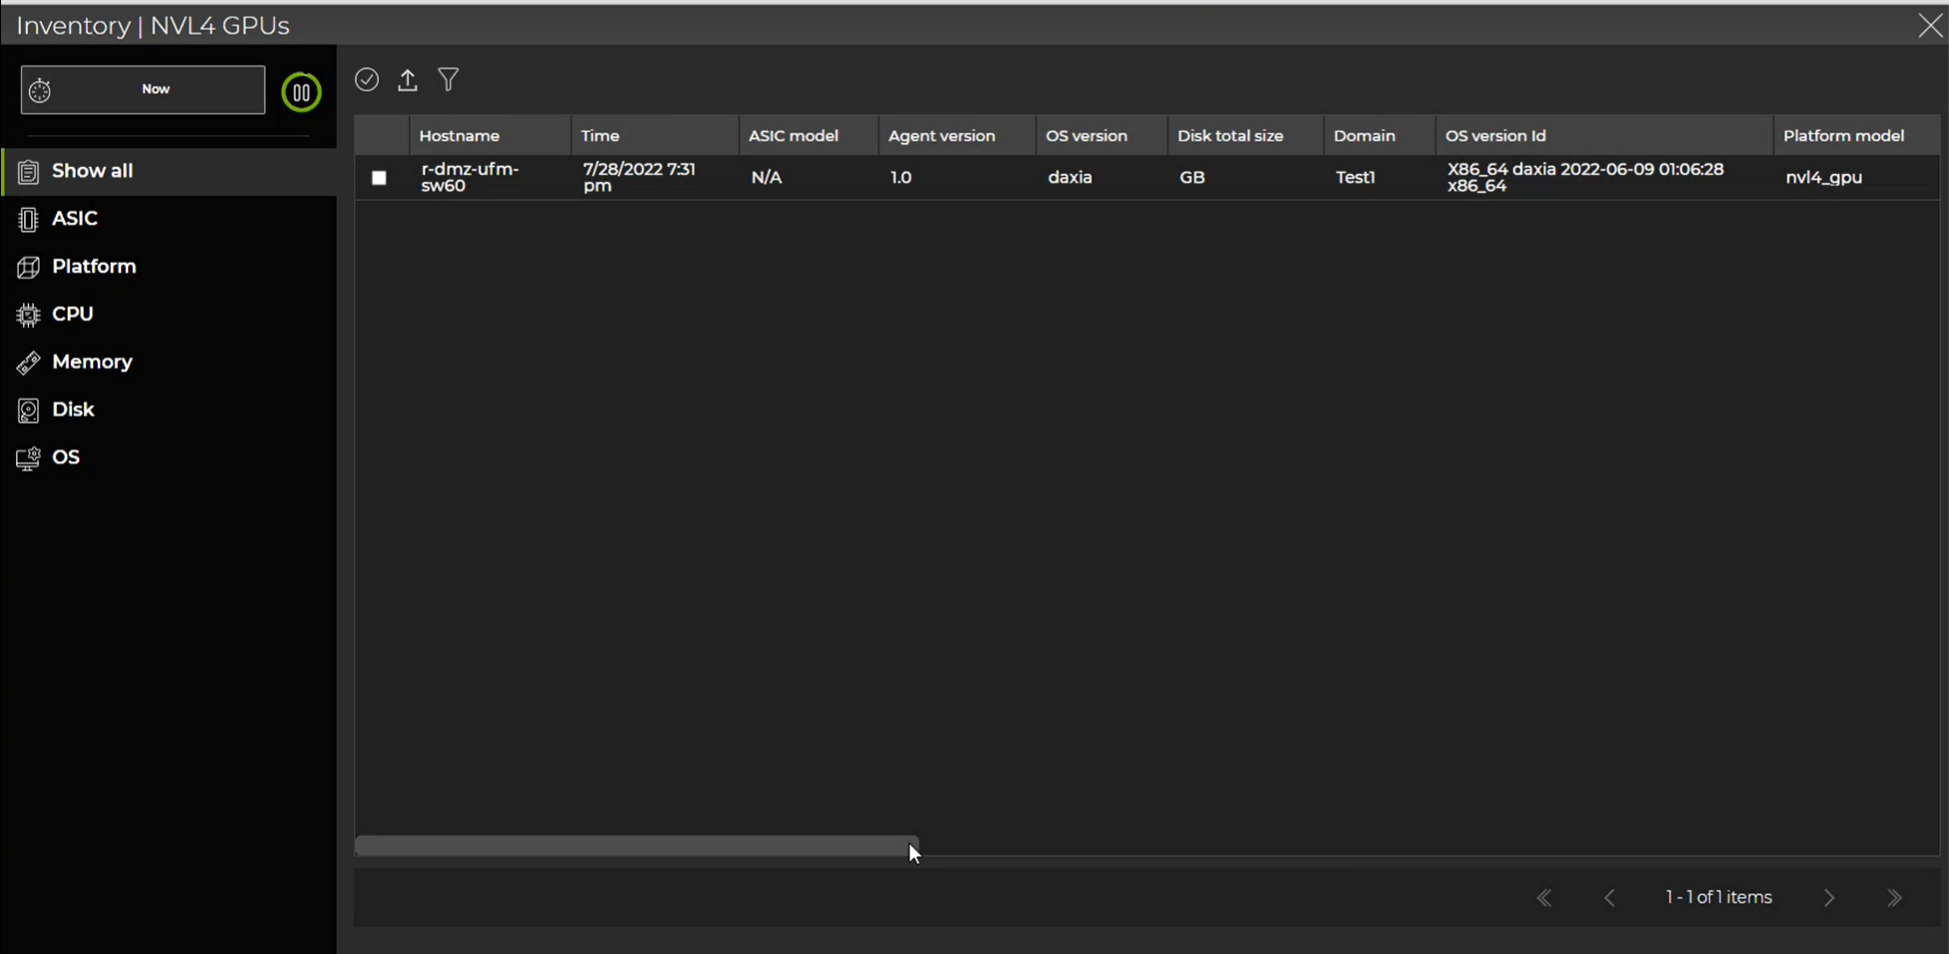 Inventory | NVL4 GPUs
Now
Show all
ASIC
Platform
CPU
Memory
Disk
OS
Hostname Time ASIC model Agent version OS version Disk total size Domain OS version Id Platform model
r-dmz-ufm-sw60 7/28/2022 7:31 pm N/A 1.0 daxia GB Test1 X86_64 daxia 2022-06-09 01:06:28 x86_64 nvl4_gpu
1 - 1 of 1 items